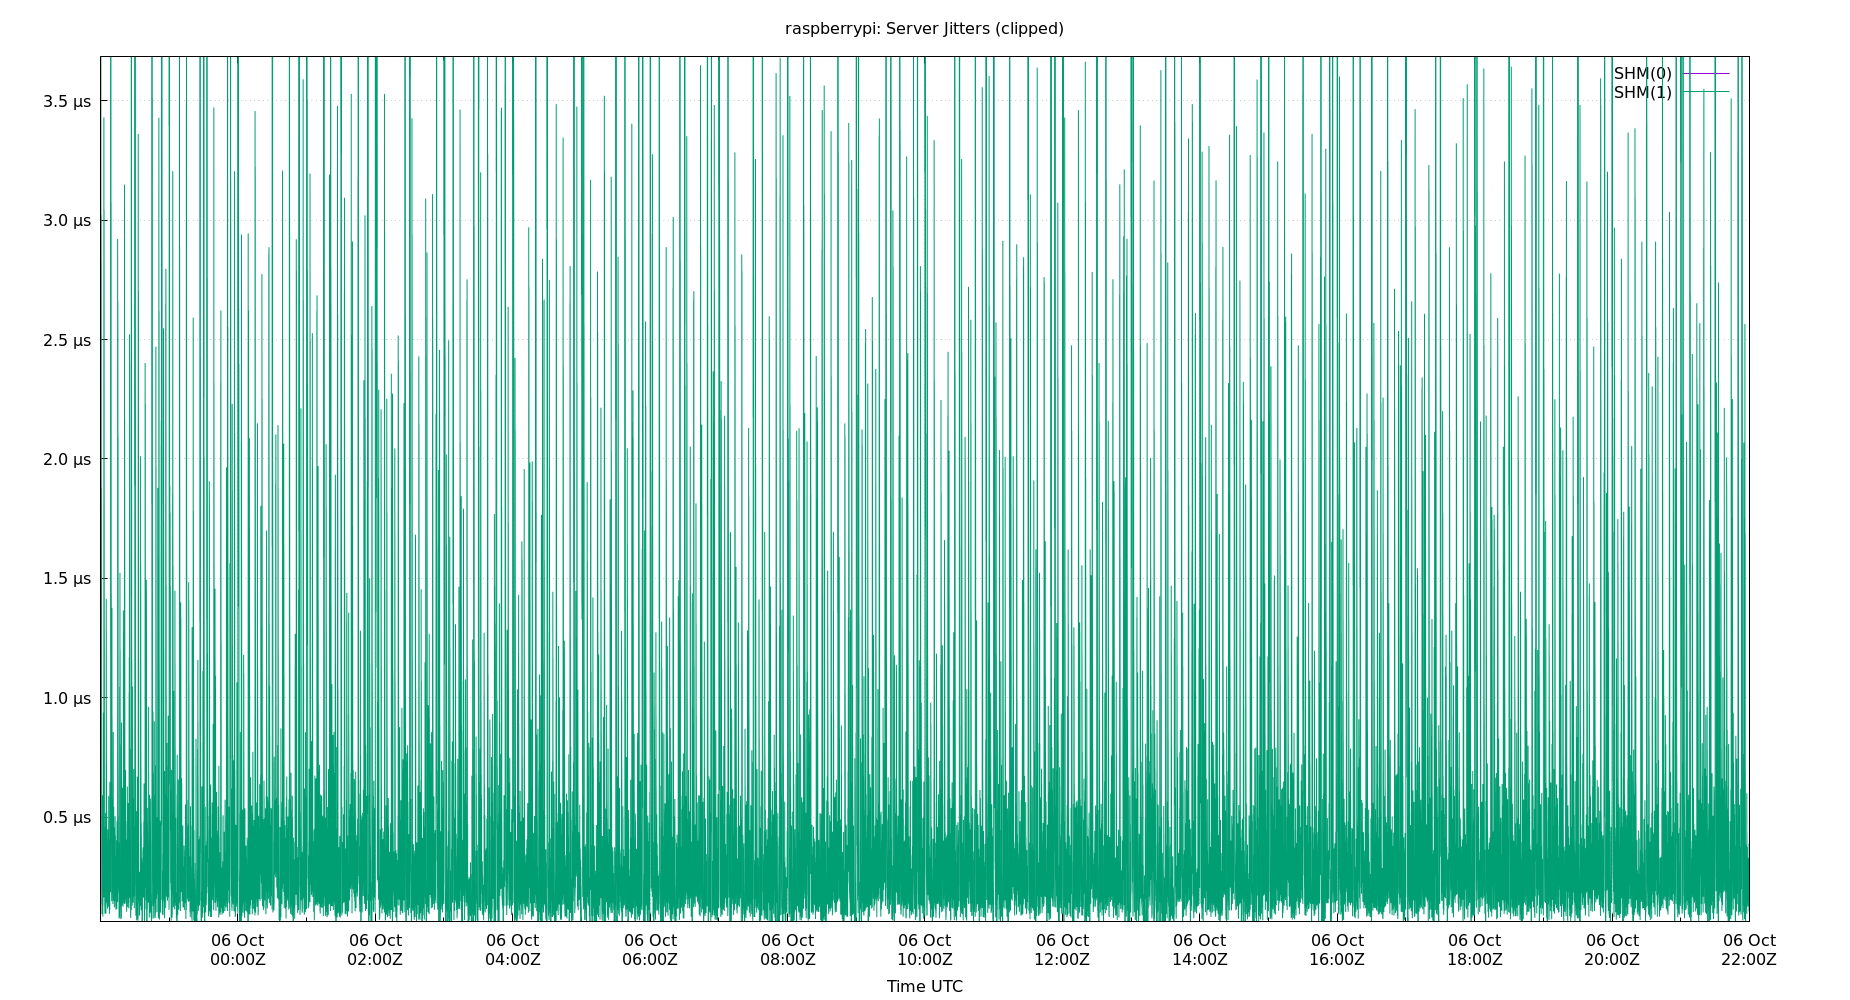 raspberrypi: Server Jitters (clipped)
SHM(0)
SHM(1)
3.5 µs
3.0 µs
2.5 µs
2.0 µs
1.5 µs
1.0 µs
0.5 µs
06 Oct 06 Oct 06 Oct 06 Oct 06 Oct 06 Oct 06 Oct 06 Oct 06 Oct 06 Oct 06 Oct 06 Oct
00:00Z 02:00Z 04:00Z 06:00Z 08:00Z 10:00Z 12:00Z 14:00Z 16:00Z 18:00Z 20:00Z 22:00Z
Time UTC